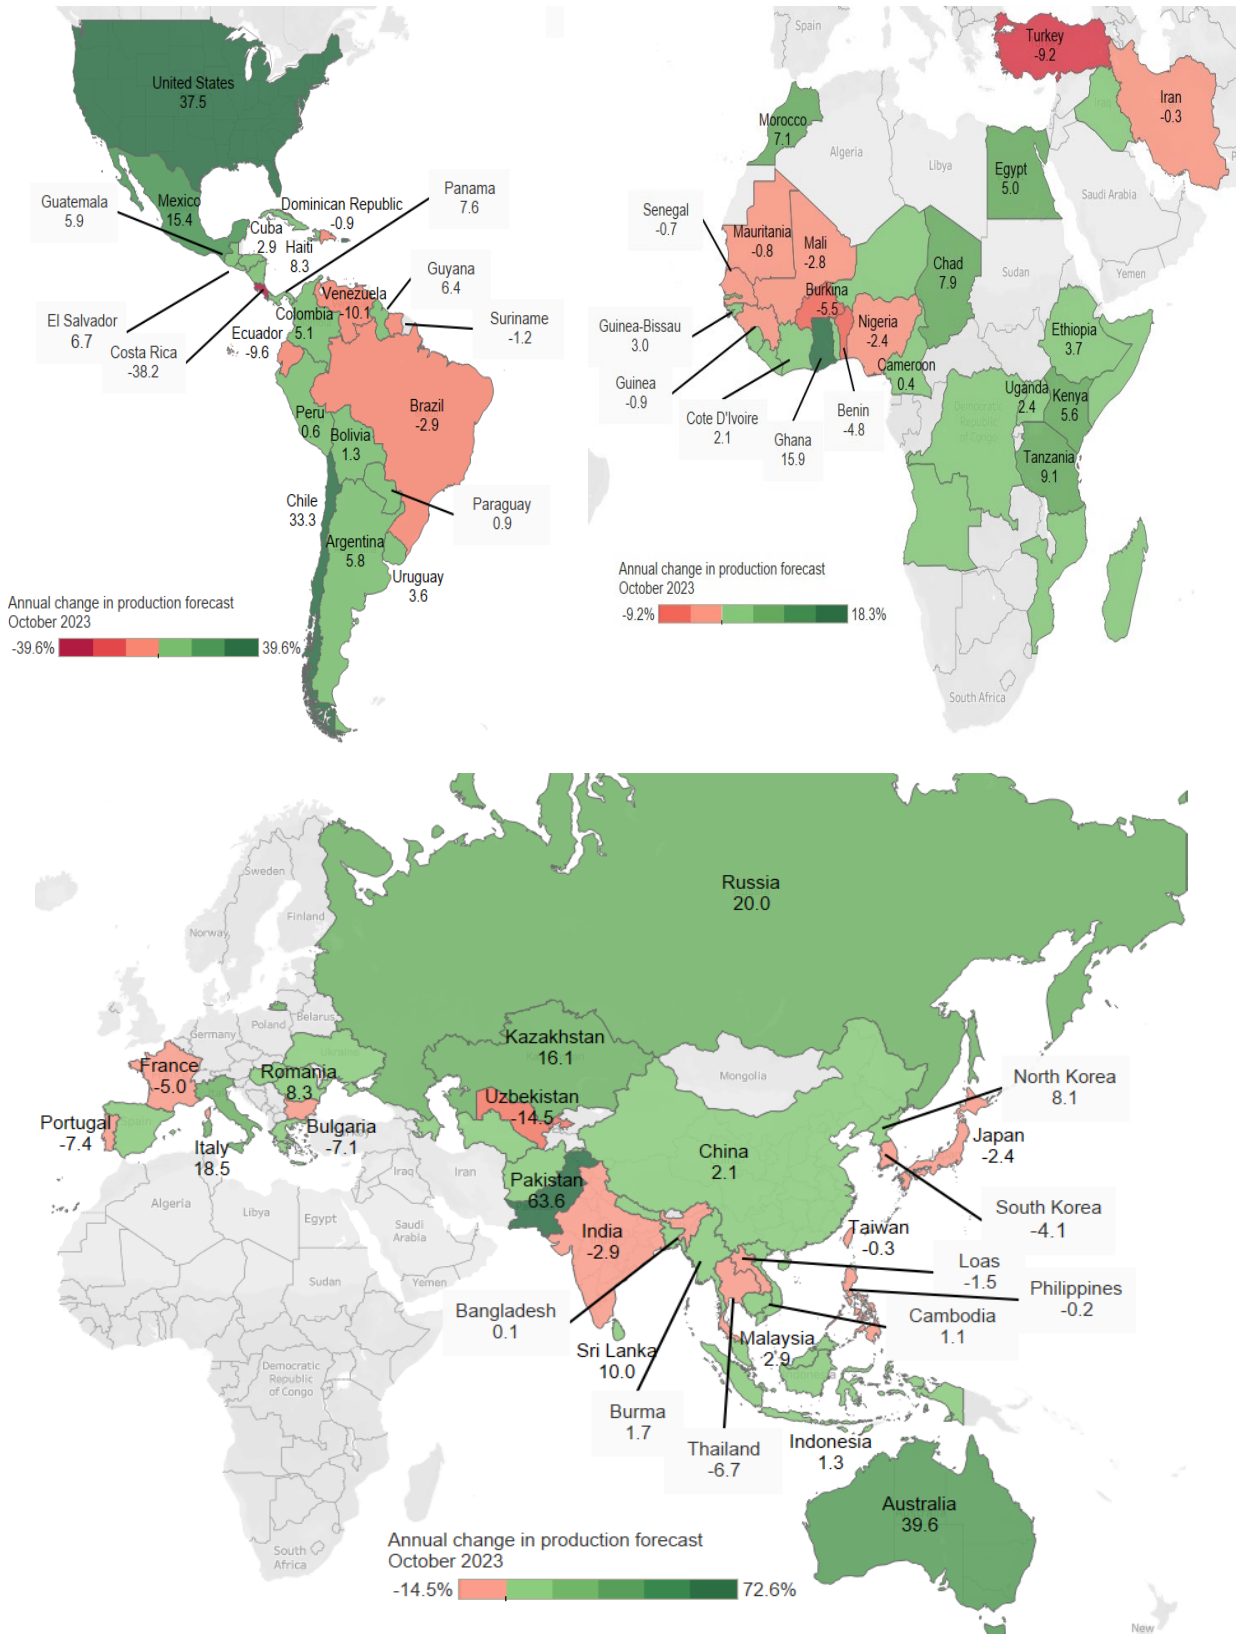 United States
37.5
Mexico
15.4
Guatemala
5.9
Dominican Republic
-0.9
Panama
7.6
Cuba
2.9
Haiti
8.3
Guyana
6.4
Venezuela
-10.1
El Salvador
6.7
Colombia
5.1
Suriname
-1.2
Ecuador
-9.6
Costa Rica
-38.2
Brazil
-2.9
Peru
0.6
Bolivia
1.3
Chile
33.3
Paraguay
0.9
Argentina
5.8
Uruguay
3.6
Annual change in production forecast
October 2023
-39.6%
39.6%
Spain
Turkey
-9.2
Iraq
Iran
-0.3
Morocco
7.1
Algeria
Libya
Egypt
5.0
Saudi Arabia
Senegal
-0.7
Mauritania
-0.8
Mali
-2.8
Chad
7.9
Sudan
Yemen
Burkina
-5.5
Guinea-Bissau
3.0
Nigeria
-2.4
Ethiopia
3.7
Guinea
-0.9
Cameroon
0.4
Uganda
2.4
Kenya
5.6
Cote D'Ivoire
2.1
Ghana
15.9
Benin
-4.8
Democratic
Republic
of Congo
Tanzania
9.1
Annual change in production forecast
October 2023
-9.2%
18.3%
South Africa
Russia
20.0
Sweden
Finland
Norway
Belarus
Poland
Germany
Ukraine
France
-5.0
Romania
8.3
Kazakhstan
16.1
Mongolia
North Korea
8.1
Uzbekistan
-14.5
Portugal
-7.4
Spain
Italy
18.5
Bulgaria
-7.1
Japan
-2.4
China
2.1
Iraq
Iran
Pakistan
63.6
South Korea
-4.1
Algeria
Libya
Egypt
Saudi
Arabia
India
-2.9
Taiwan
-0.3
Loas
-1.5
Philippines
-0.2
Sudan
Yemen
Bangladesh
0.1
Cambodia
1.1
Sri Lanka
10.0
Malaysia
2.9
Indonesia
Democratic
Republic
of Congo
Burma
1.7
Thailand
-6.7
Indonesia
1.3
Australia
39.6
South
Africa
Annual change in production forecast
October 2023
-14.5%
72.6%
New